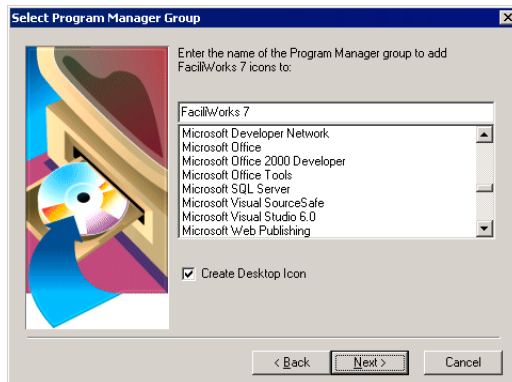 Select Program Manager Group
Enter the name of the Program Manager group to add
FaciliWorks 7 icons to:
FaciliWorks 7
Microsoft Developer Network
Microsoft Office
Microsoft Office 2000 Developer
Microsoft Office Tools
Microsoft SQL Server
Microsoft Visual SourceSafe
Microsoft Visual Studio 6.0
Microsoft Web Publishing
Create Desktop Icon
< Back
Next >
Cancel